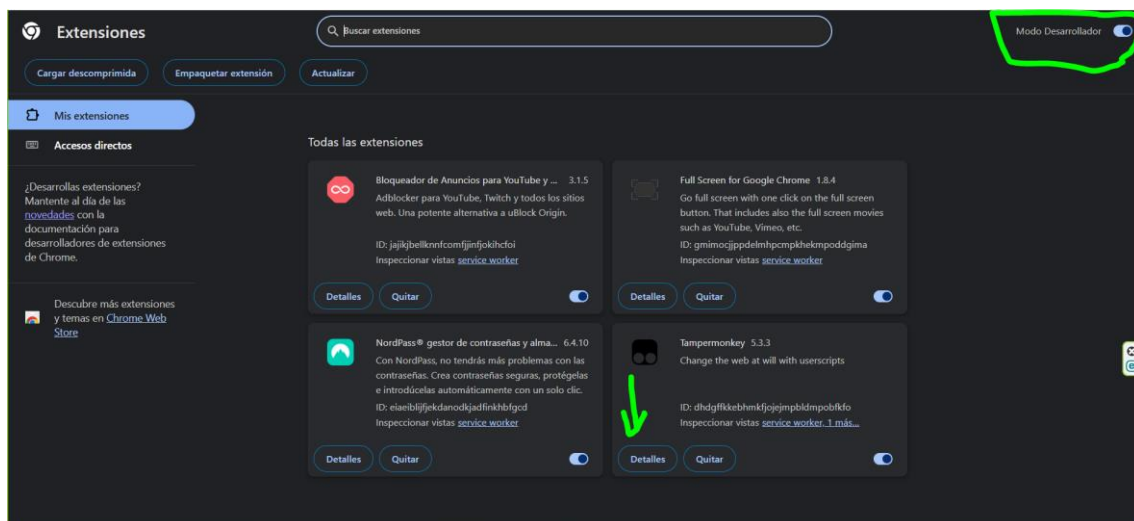 Extensiones
Buscar extensiones
Modo Desarrollador
Cargar descomprimida
Empaquetar extensión
Actualizar
Mis extensiones
Accesos directos
¿Desarrollas extensiones?
Mantente al día de las
novedades con la
documentación para
desarrolladores de extensiones
de Chrome.
Descubre más extensiones
y temas en Chrome Web
Store
Todas las extensiones
Bloqueador de Anuncios para YouTube y ... 3.1.5
Adblocker para YouTube, Twitch y todos los sitios
web. Una potente alternativa a uBlock Origin.
ID: jajikjbellknnfcomfjjinfjokihcfoi
Inspeccionar vistas service worker
Detalles
Quitar
Full Screen for Google Chrome 1.8.4
Go full screen with one click on the full screen
button. That includes also the full screen movies
such as YouTube, Vimeo, etc.
ID: gmimocjjppdelmhpcmpkhekmpoddgima
Inspeccionar vistas service worker
Detalles
Quitar
NordPass® gestor de contraseñas y alma... 6.4.10
Con NordPass, no tendrás más problemas con las
contraseñas. Crea contraseñas seguras, protégelas
e introdúcelas automáticamente con un solo clic.
ID: eiaeiblijfjekdanodkjadfinkhbfgcd
Inspeccionar vistas service worker
Detalles
Quitar
Tampermonkey 5.3.3
Change the web at will with userscripts
ID: dhdgffkkebhmkfjojejmpbldmpobfkfo
Inspeccionar vistas service worker, 1 más...
Detalles
Quitar